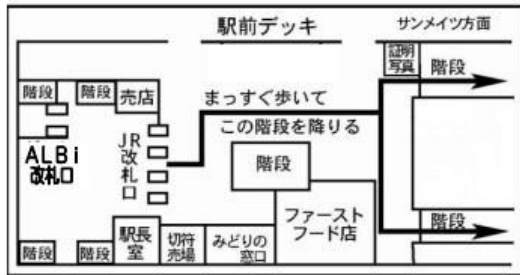 駅前デッキ
サンメイツ方面
証明
写真
階段
階段
階段
売店
まっすぐ歩いて
この階段を降りる
ALBi
改札口
JR
改
札
口
階段
ファースト
フード店
階段
駅長
室
切符
売場
みどりの
窓口
階段
階段